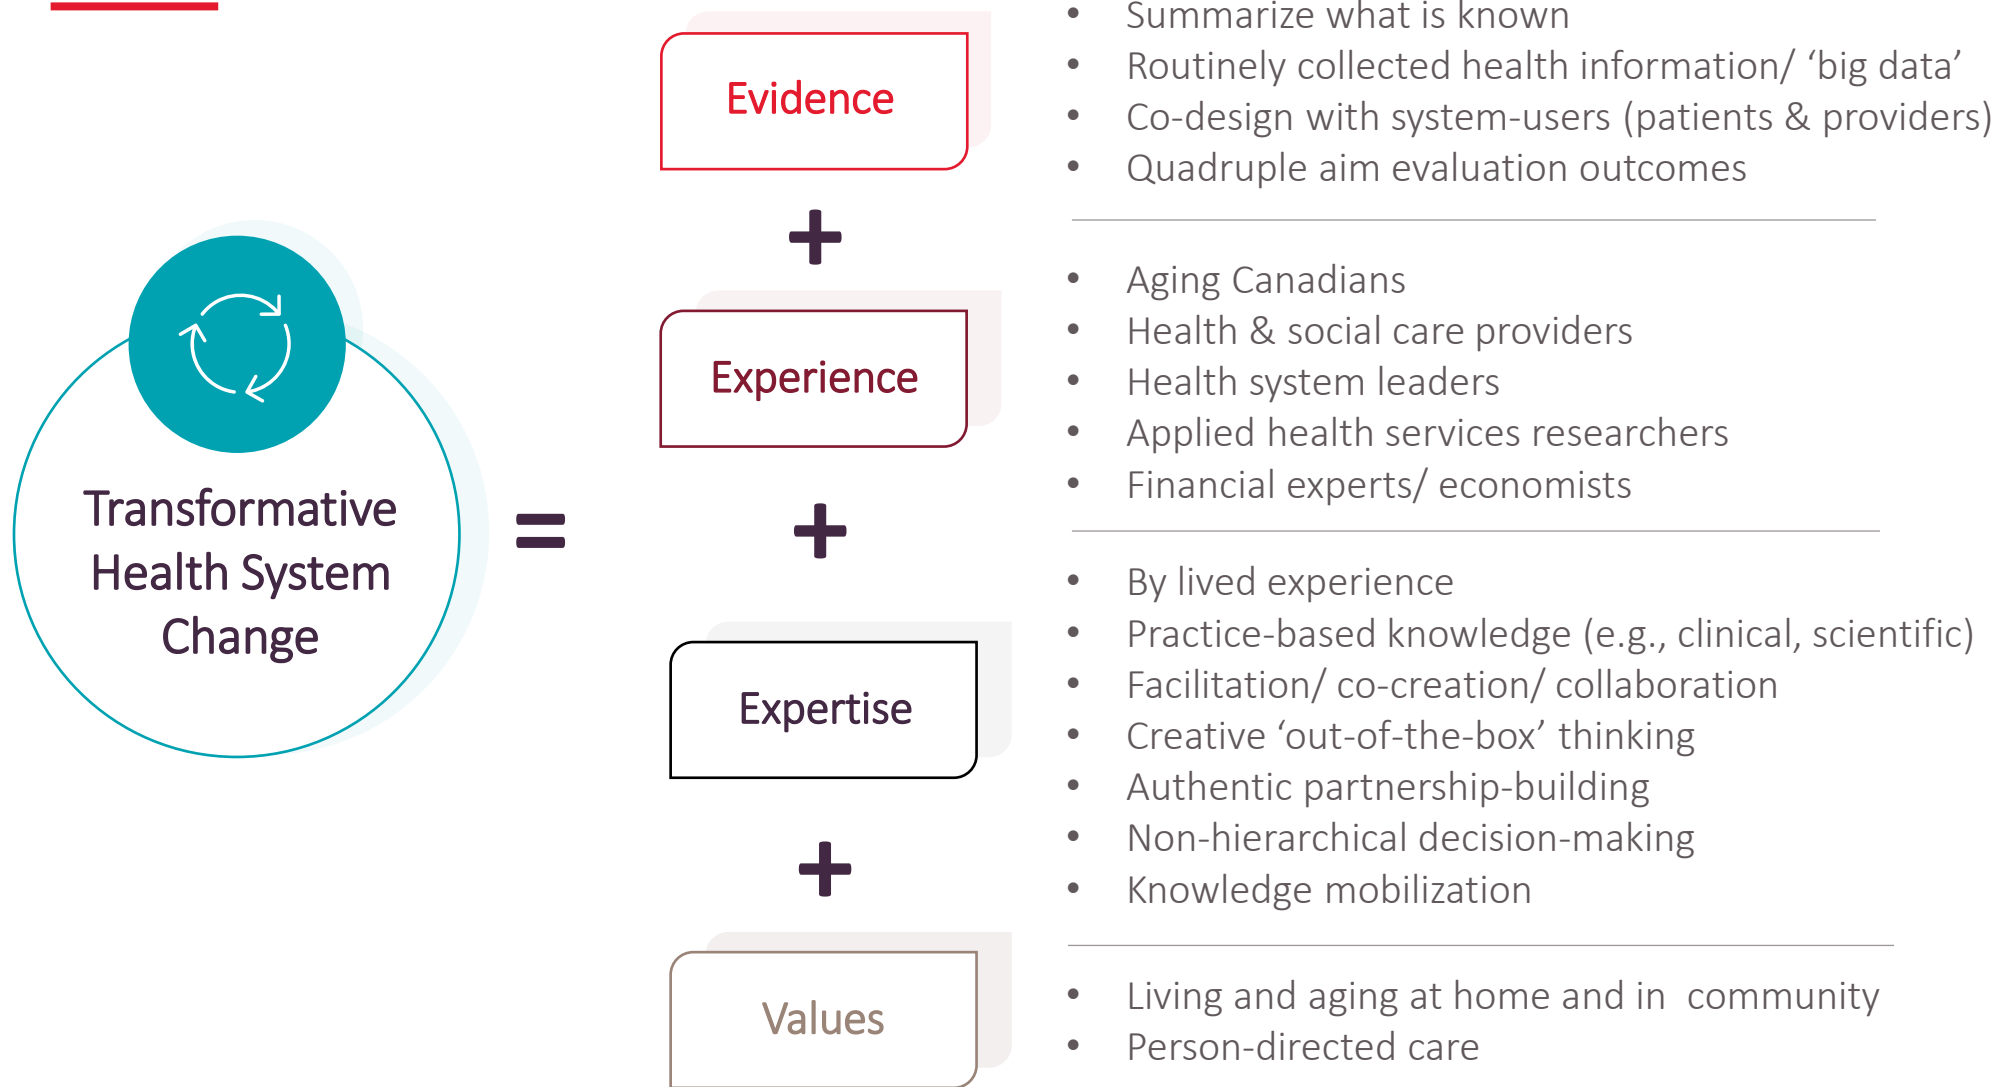 Evidence
• Summarize what is known
• Routinely collected health information/ ‘big data’
• Co-design with system-users (patients & providers)
• Quadruple aim evaluation outcomes
+
Experience
• Aging Canadians
• Health & social care providers
• Health system leaders
• Applied health services researchers
• Financial experts/ economists
Transformative
Health System
Change
=
+
Expertise
• By lived experience
• Practice-based knowledge (e.g., clinical, scientific)
• Facilitation/ co-creation/ collaboration
• Creative ‘out-of-the-box’ thinking
• Authentic partnership-building
• Non-hierarchical decision-making
• Knowledge mobilization
+
Values
• Living and aging at home and in  community
• Person-directed care